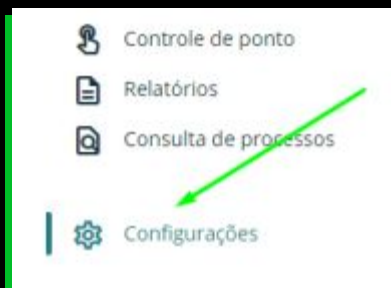 Controle de ponto
Relatórios
Consulta de processos
Configurações